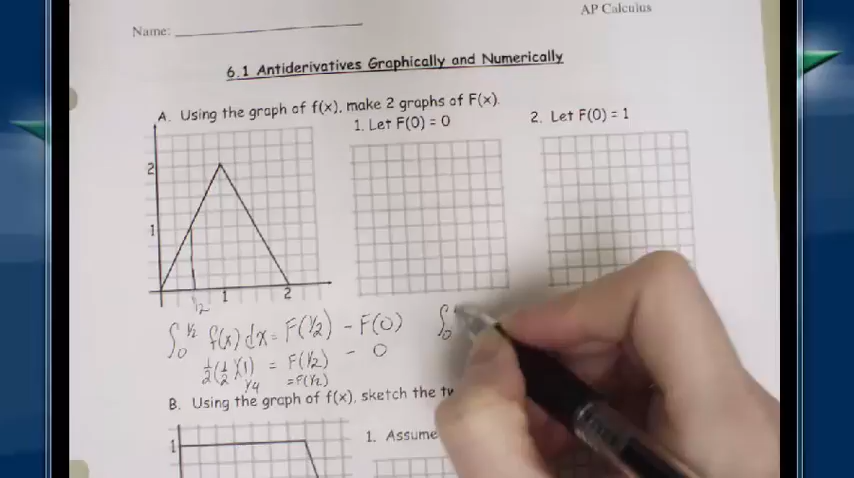 AP Calculus
Name:
6.1 Antiderivatives Graphically and Numerically
A. Using the graph of f(x), make 2 graphs of F(x).
1. Let F(0) = 0
2. Let F(0) = 1
2
1
1/2
1
2
∫₀^½ f(x) dx = F(½) - F(0)
½(½)(1) = F(½) - 0
¼ = F(½)
∫₀
B. Using the graph of f(x), sketch the
1. Assume
1